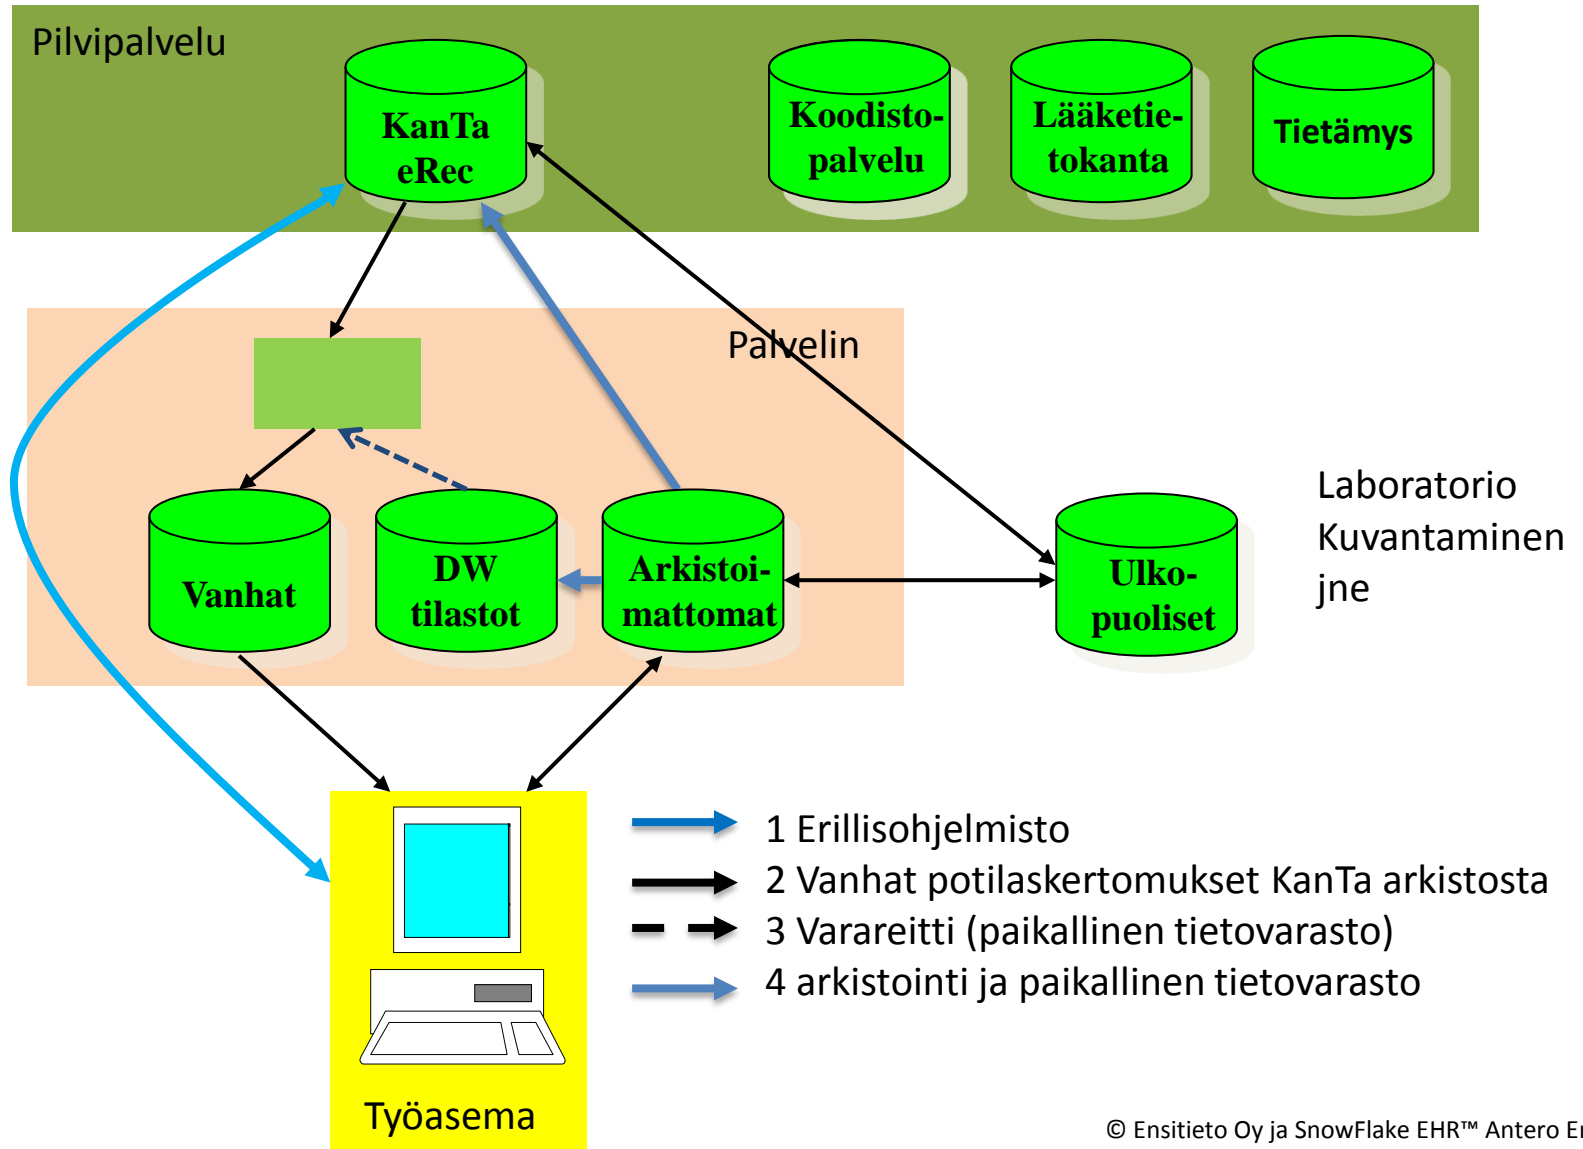 Pilvipalvelu
KanTa
eRec
Koodisto-
palvelu
Lääketie-
tokanta
Tietämys
Palvelin
Vanhat
DW
tilastot
Arkistoi-
mattomat
Ulko-
puoliset
Laboratorio
Kuvantaminen
jne
1 Erillisohjelmisto
2 Vanhat potilaskertomukset KanTa arkistosta
3 Varareitti (paikallinen tietovarasto)
4 arkistointi ja paikallinen tietovarasto
Työasema
© Ensitieto Oy ja SnowFlake EHR™ Antero